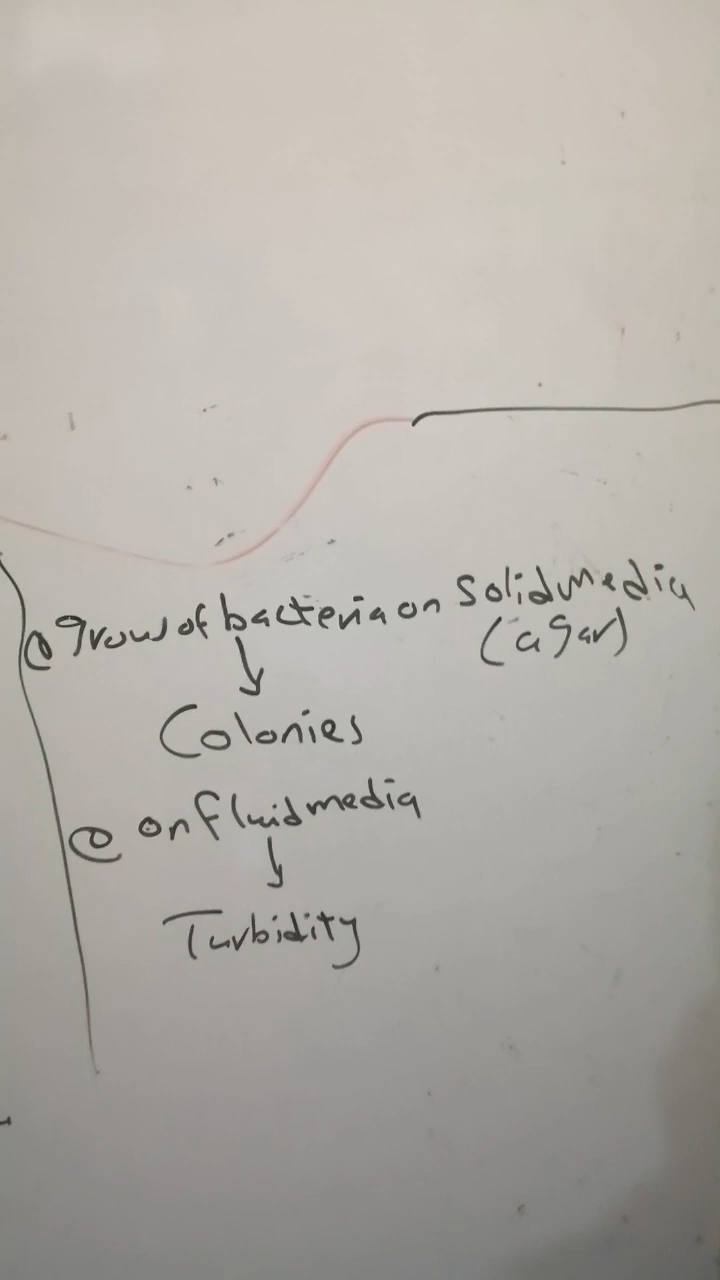 @ grow of bacteria on Solid media
(agar)
↓
Colonies
@ on fluid media
↓
Turbidity